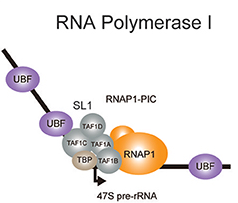 RNA Polymerase I
UBF
SL1
RNAP1-PIC
UBF
TAF1D
TAF1C
TAF1A
RNAP1
TBP
TAF1B
UBF
47S pre-rRNA